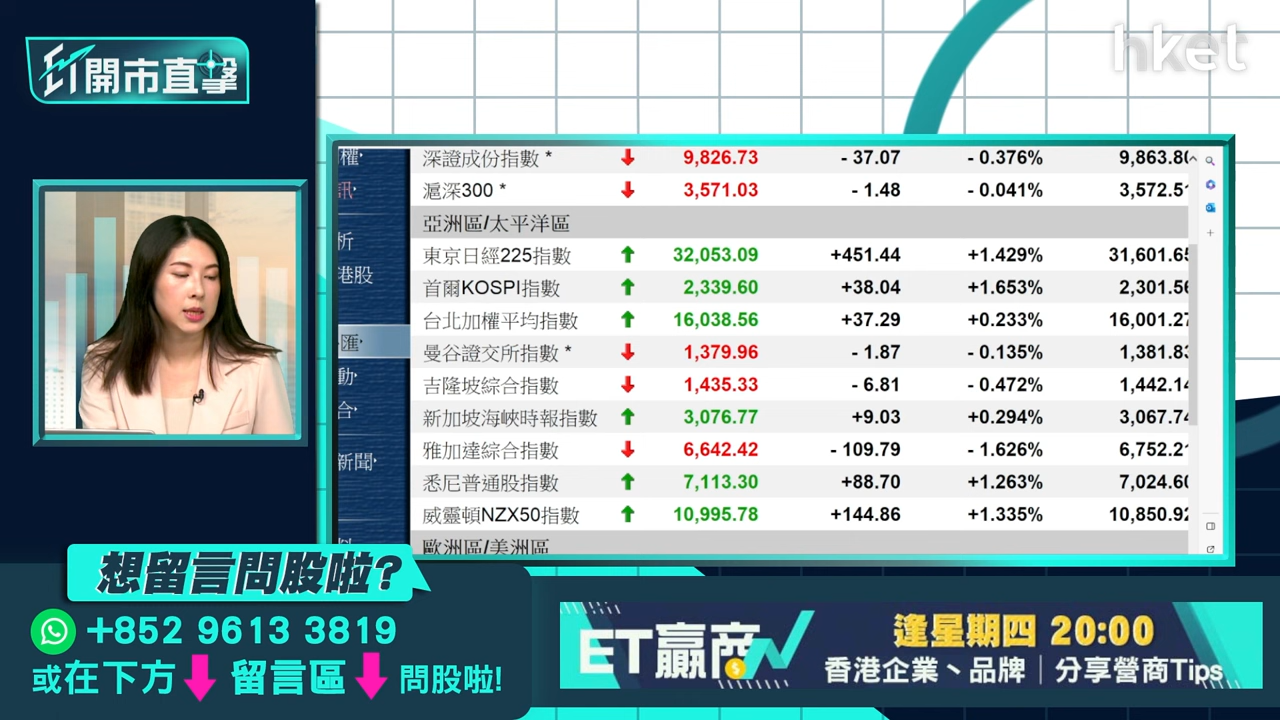 ET開市直擊
hket
權
深證成份指數 * 9,826.73 - 37.07 - 0.376% 9,863.80
訊
滬深300 * 3,571.03 - 1.48 - 0.041% 3,572.51
亞洲區/太平洋區
析
東京日經225指數 32,053.09 +451.44 +1.429% 31,601.65
港股
首爾KOSPI指數 2,339.60 +38.04 +1.653% 2,301.56
台北加權平均指數 16,038.56 +37.29 +0.233% 16,001.27
匯
曼谷證交所指數 * 1,379.96 - 1.87 - 0.135% 1,381.83
動
吉隆坡綜合指數 1,435.33 - 6.81 - 0.472% 1,442.14
合
新加坡海峽時報指數 3,076.77 +9.03 +0.294% 3,067.74
雅加達綜合指數 6,642.42 - 109.79 - 1.626% 6,752.21
新聞
悉尼普通股指數 7,113.30 +88.70 +1.263% 7,024.60
威靈頓NZX50指數 10,995.78 +144.86 +1.335% 10,850.92
歐洲區/美洲區
想留言問股啦?
+852 9613 3819
或在下方 留言區 問股啦!
ET贏商
逢星期四 20:00
香港企業、品牌｜分享營商Tips